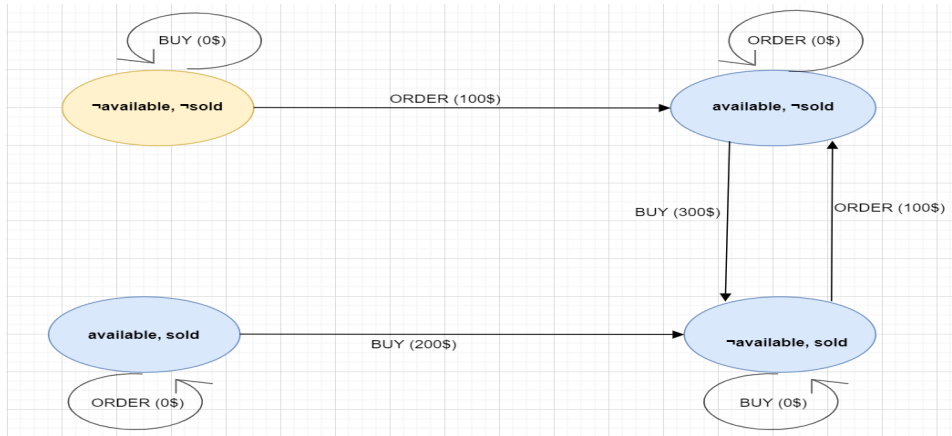 BUY (0$)
ORDER (0$)
¬available, ¬sold
ORDER (100$)
available, ¬sold
BUY (300$)
ORDER (100$)
available, sold
BUY (200$)
¬available, sold
ORDER (0$)
BUY (0$)